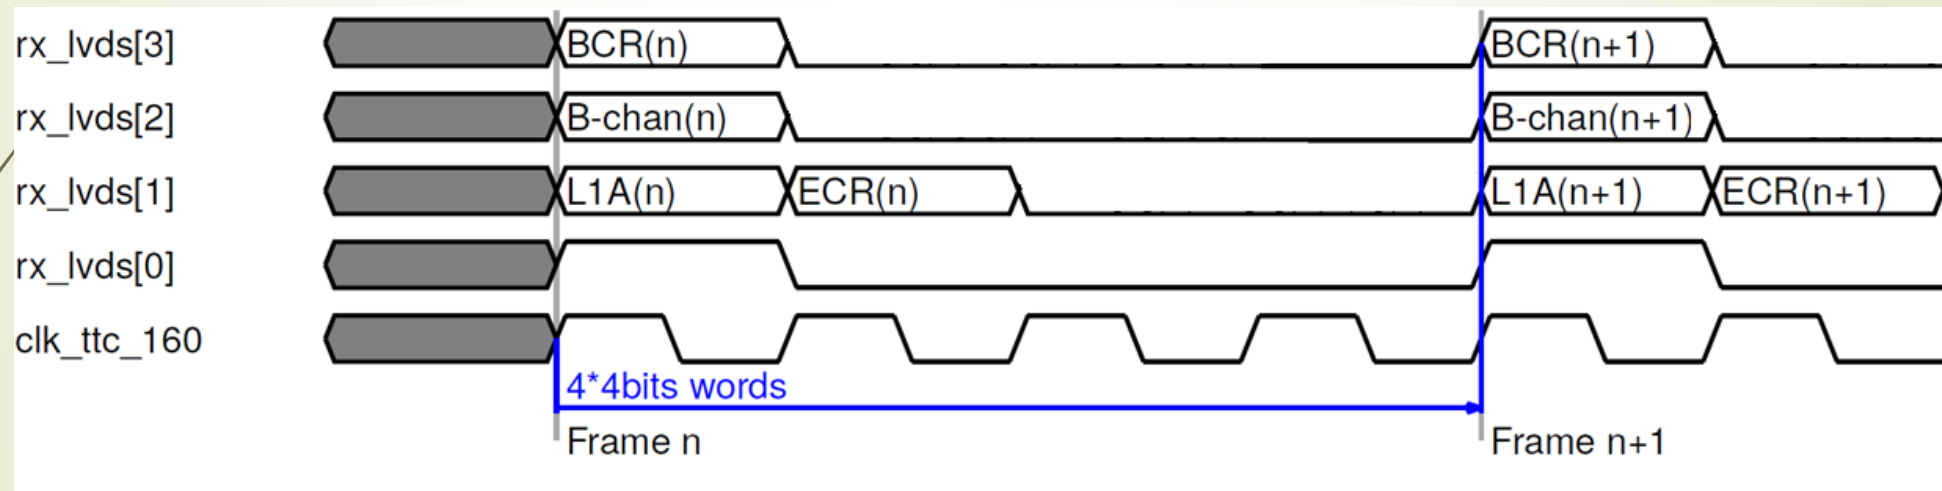 rx_lvds[3] BCR(n) BCR(n+1)
rx_lvds[2] B-chan(n) B-chan(n+1)
rx_lvds[1] L1A(n) ECR(n) L1A(n+1) ECR(n+1)
rx_lvds[0]
clk_ttc_160
4*4bits words
Frame n Frame n+1